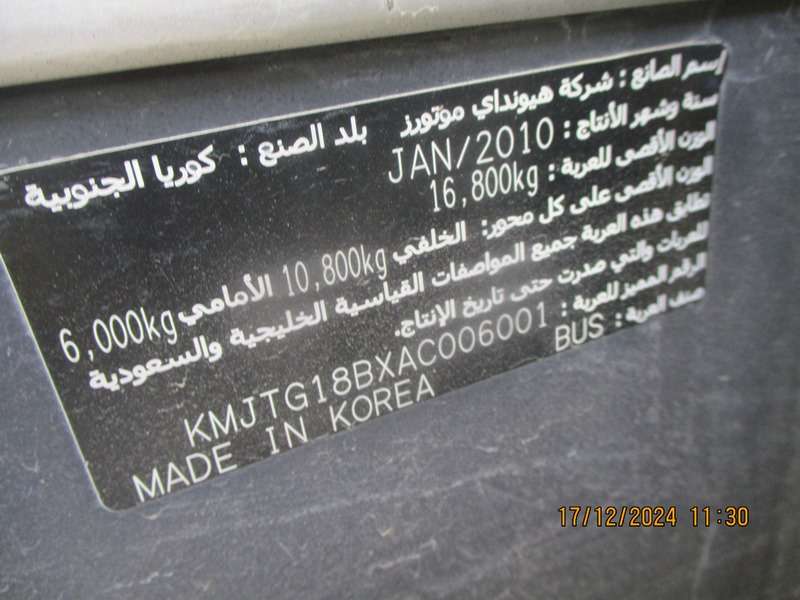 إسم الصانع : شركة هيونداي موتورز بلد الصنع : كوريا الجنوبية
سنة وشهر الأنتاج : JAN/2010
الوزن الأقصى للعربة : 16,800kg
الوزن الأقصى على كل محور: الخلفي 10,800kg الأمامي 6,000kg
تطابق هذه العربة جميع المواصفات القياسية الخليجية والسعودية
للعربات والتي صدرت حتى تاريخ الإنتاج.
الرقم المميز للعربة : KMJTG18BXAC006001
صنف العربة : BUS
MADE IN KOREA
17/12/2024 11:30